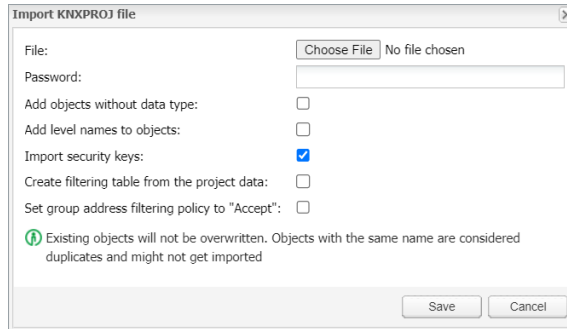 Import KNXPROJ file
File: Choose File No file chosen
Password:
Add objects without data type:
Add level names to objects:
Import security keys:
Create filtering table from the project data:
Set group address filtering policy to "Accept":
Existing objects will not be overwritten. Objects with the same name are considered
duplicates and might not get imported
Save Cancel